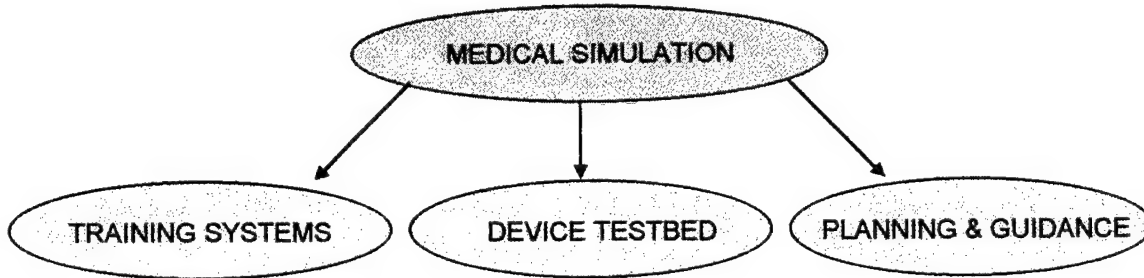 MEDICAL SIMULATION
TRAINING SYSTEMS
DEVICE TESTBED
PLANNING & GUIDANCE